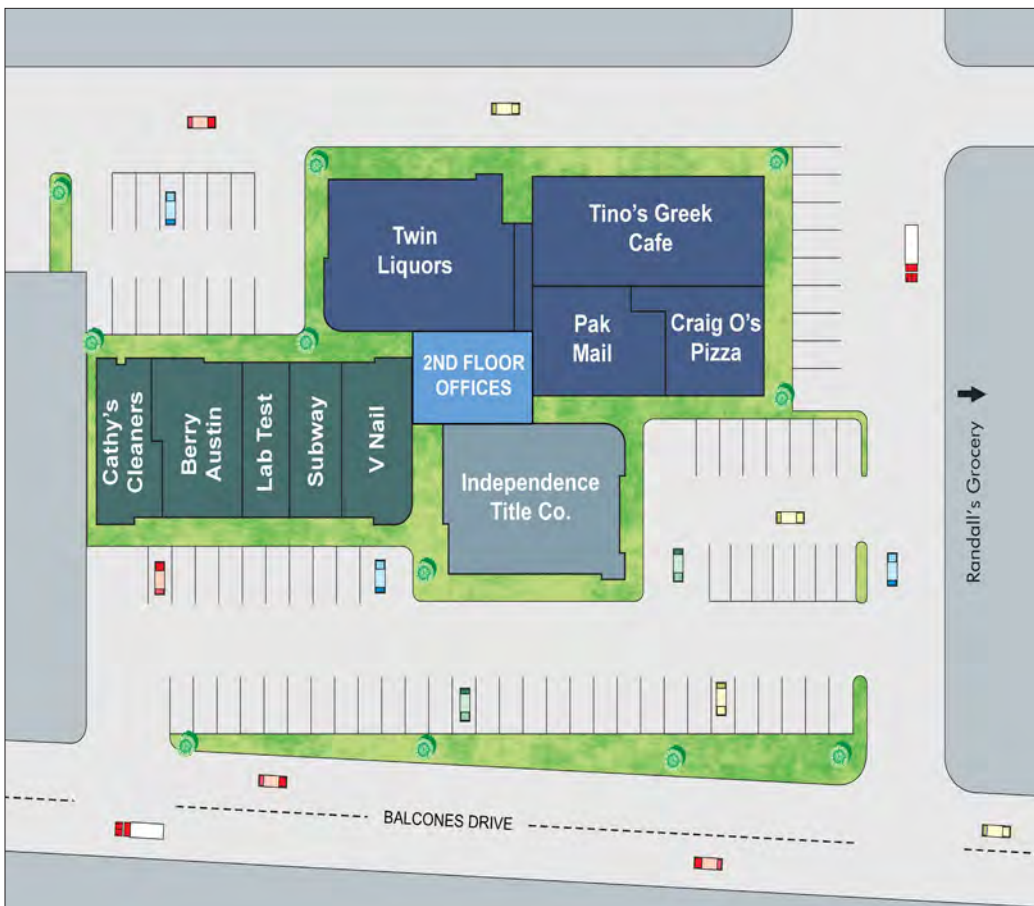 Tino's Greek
Cafe
Twin
Liquors
Pak
Mail
Craig O's
Pizza
2ND FLOOR
OFFICES
Cathy's
Cleaners
Berry
Austin
Lab Test
Subway
V Nail
Independence
Title Co.
Randall's Grocery
BALCONES DRIVE